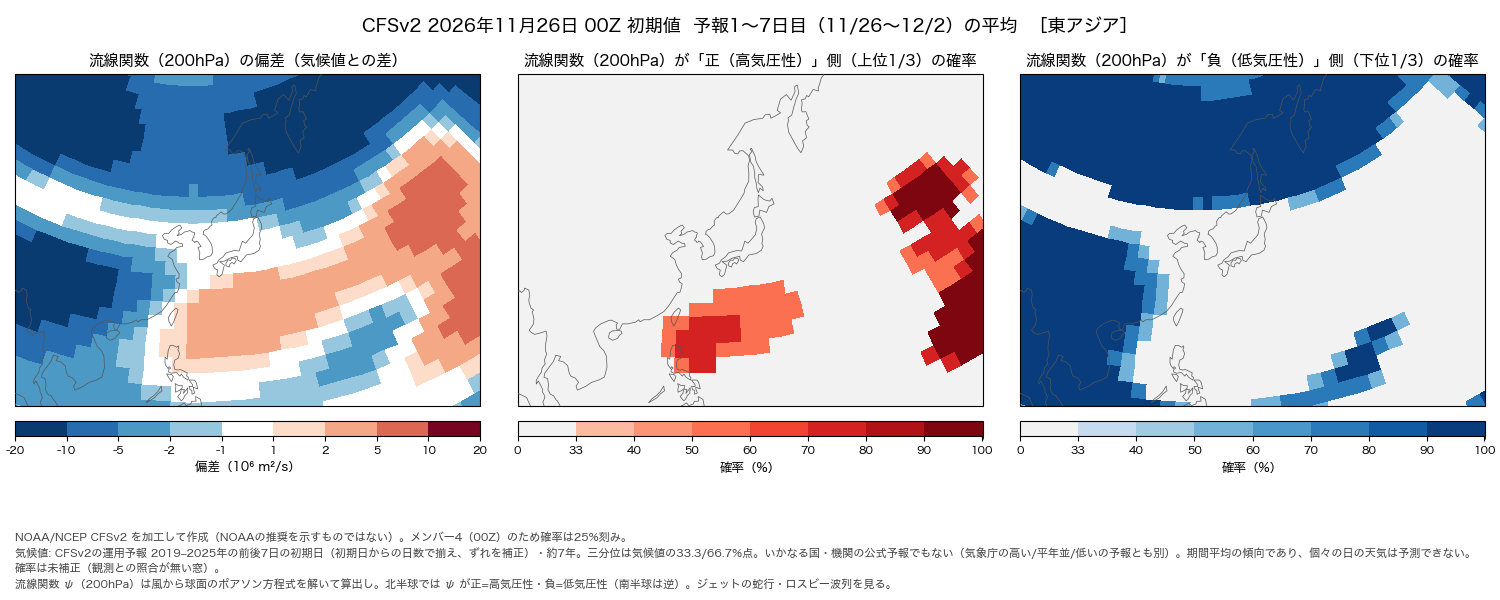 CFSv2 2026年11月26日 00Z 初期値 予報1～7日目（11/26～12/2）の平均 ［東アジア］
流線関数（200hPa）の偏差（気候値との差）
流線関数（200hPa）が「正（高気圧性）」側（上位1/3）の確率
流線関数（200hPa）が「負（低気圧性）」側（下位1/3）の確率
-20 -10 -5 -2 -1 1 2 5 10 20
偏差（10⁶ m²/s）
0 33 40 50 60 70 80 90 100
確率（%）
0 33 40 50 60 70 80 90 100
確率（%）
NOAA/NCEP CFSv2 を加工して作成（NOAAの推奨を示すものではない）。メンバー4（00Z）のため確率は25%刻み。
気候値: CFSv2の運用予報 2019–2025年の前後7日の初期日（初期日からの日数で揃え、ずれを補正）・約7年。三分位は気候値の33.3/66.7%点。いかなる国・機関の公式予報でもない（気象庁の高い/平年並/低いの予報とも別）。期間平均の傾向であり、個々の日の天気は予測できない。
確率は未補正（観測との照合が無い窓）。
流線関数 ψ（200hPa）は風から球面のポアソン方程式を解いて算出し。北半球では ψ が正=高気圧性・負=低気圧性（南半球は逆）。ジェットの蛇行・ロスビー波列を見る。